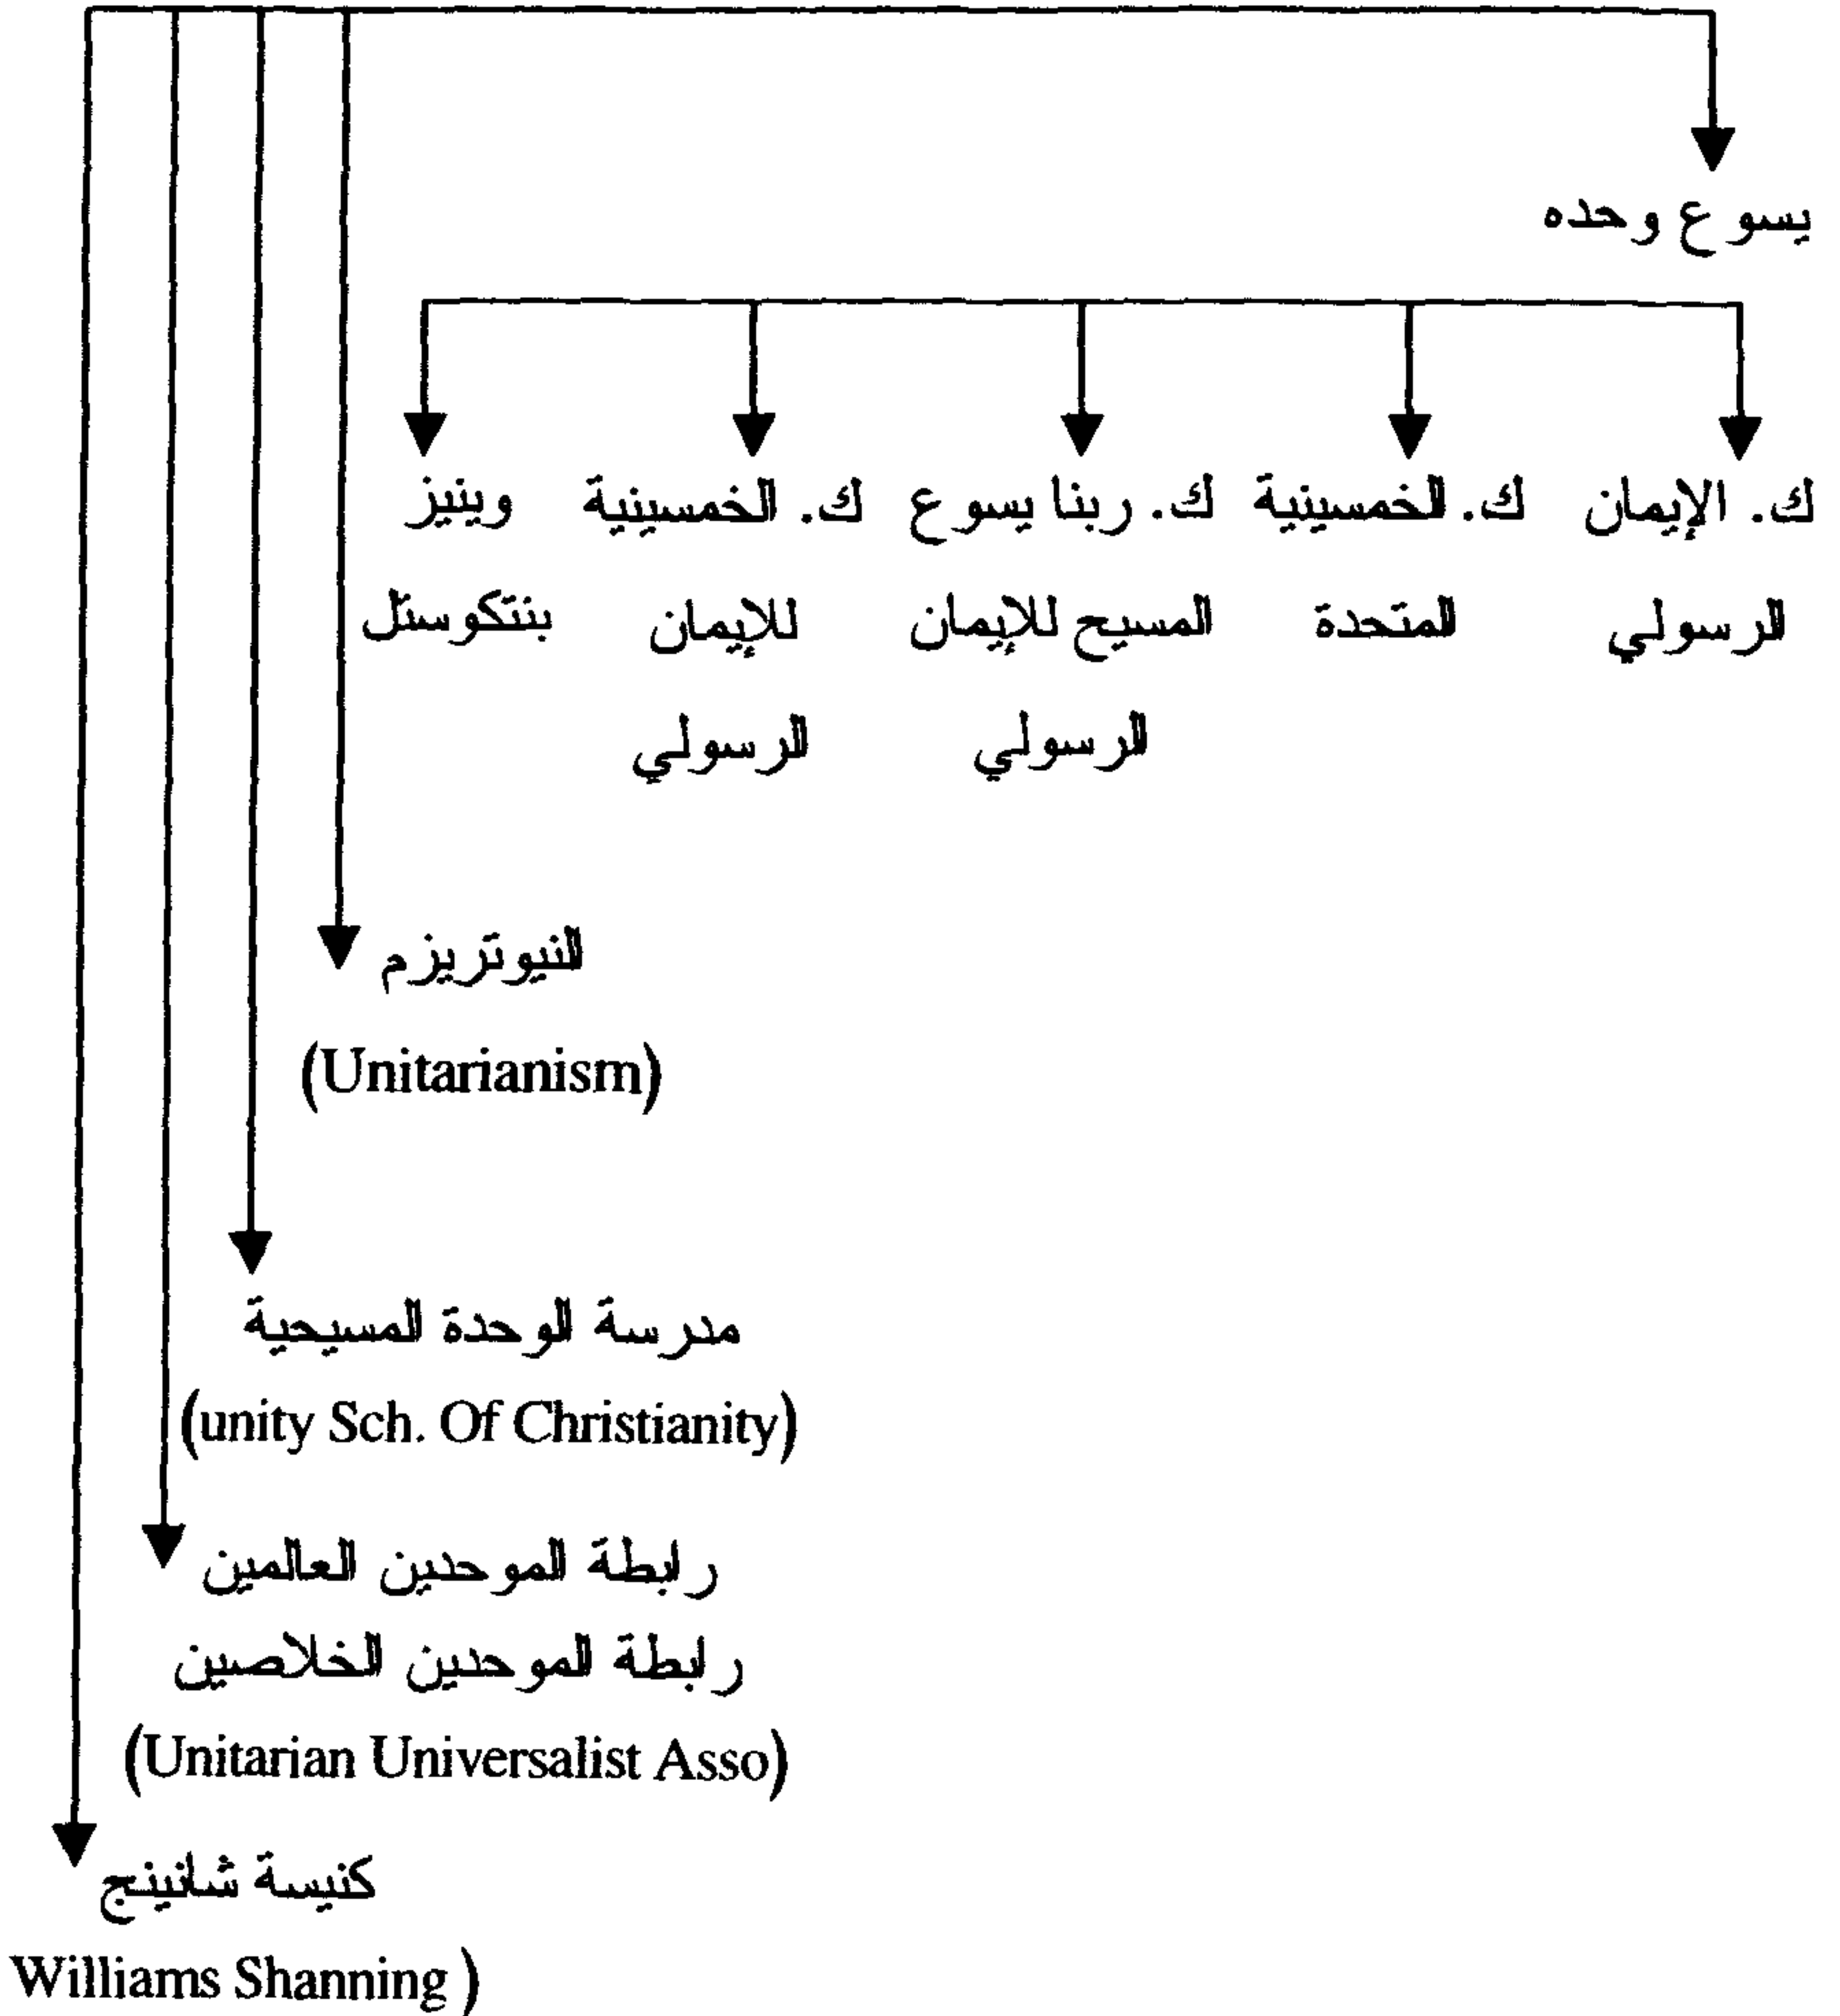 يسوع وحده
ك. الإيمان ك. الخمسينية ك. ربنا يسوع ك. الخمسينية وينيز
الرسولي المتحدة المسيح للإيمان للإيمان بنتكوستل
الرسولي الرسولي
النيوتريزم
(Unitarianism)
مدرسة الوحدة المسيحية
(unity Sch. Of Christianity)
رابطة الموحدين العالمين
رابطة الموحدين الخلاصين
(Unitarian Universalist Asso)
كنيسة شانينج
Williams Shanning )